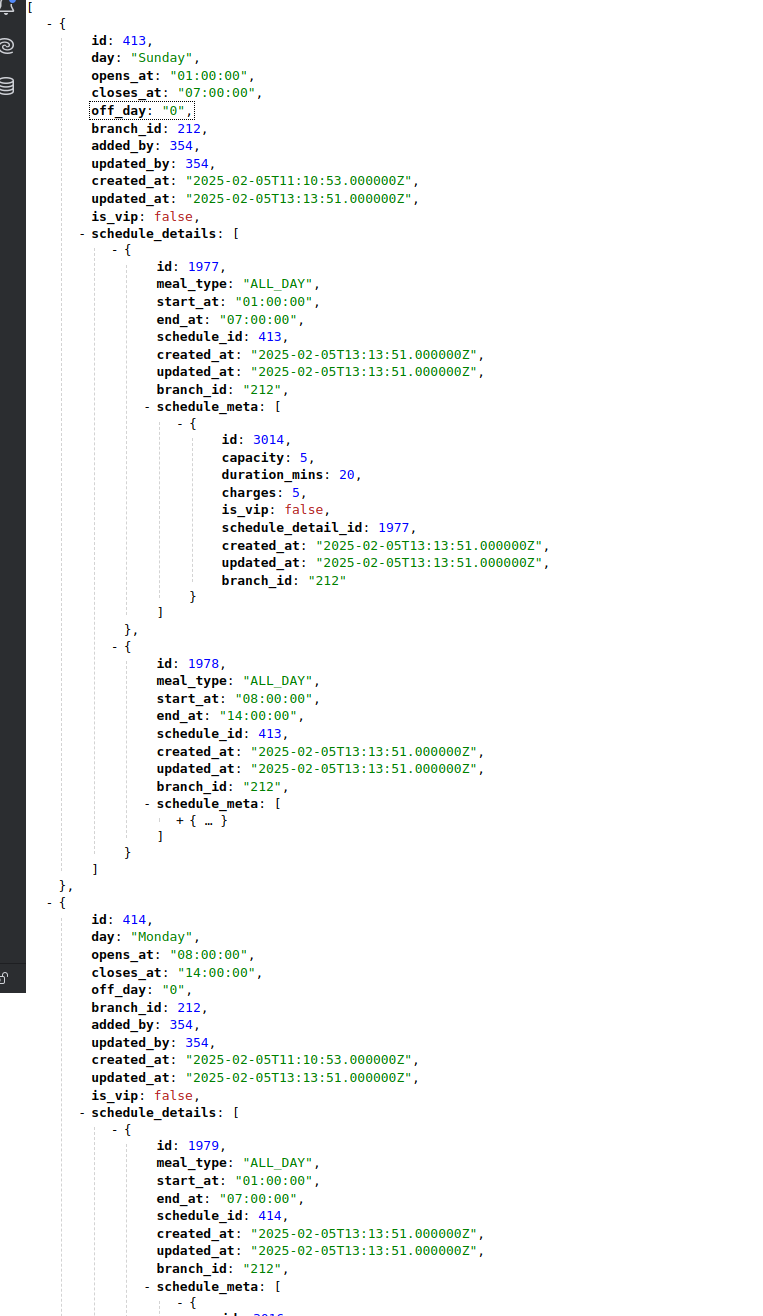 [
- {
id: 413,
day: "Sunday",
opens_at: "01:00:00",
closes_at: "07:00:00",
off_day: "0",
branch_id: 212,
added_by: 354,
updated_by: 354,
created_at: "2025-02-05T11:10:53.000000Z",
updated_at: "2025-02-05T13:13:51.000000Z",
is_vip: false,
- schedule_details: [
- {
id: 1977,
meal_type: "ALL_DAY",
start_at: "01:00:00",
end_at: "07:00:00",
schedule_id: 413,
created_at: "2025-02-05T13:13:51.000000Z",
updated_at: "2025-02-05T13:13:51.000000Z",
branch_id: "212",
- schedule_meta: [
- {
id: 3014,
capacity: 5,
duration_mins: 20,
charges: 5,
is_vip: false,
schedule_detail_id: 1977,
created_at: "2025-02-05T13:13:51.000000Z",
updated_at: "2025-02-05T13:13:51.000000Z",
branch_id: "212"
}
]
},
- {
id: 1978,
meal_type: "ALL_DAY",
start_at: "08:00:00",
end_at: "14:00:00",
schedule_id: 413,
created_at: "2025-02-05T13:13:51.000000Z",
updated_at: "2025-02-05T13:13:51.000000Z",
branch_id: "212",
- schedule_meta: [
+ { … }
]
}
]
},
- {
id: 414,
day: "Monday",
opens_at: "08:00:00",
closes_at: "14:00:00",
off_day: "0",
branch_id: 212,
added_by: 354,
updated_by: 354,
created_at: "2025-02-05T11:10:53.000000Z",
updated_at: "2025-02-05T13:13:51.000000Z",
is_vip: false,
- schedule_details: [
- {
id: 1979,
meal_type: "ALL_DAY",
start_at: "01:00:00",
end_at: "07:00:00",
schedule_id: 414,
created_at: "2025-02-05T13:13:51.000000Z",
updated_at: "2025-02-05T13:13:51.000000Z",
branch_id: "212",
- schedule_meta: [
- {